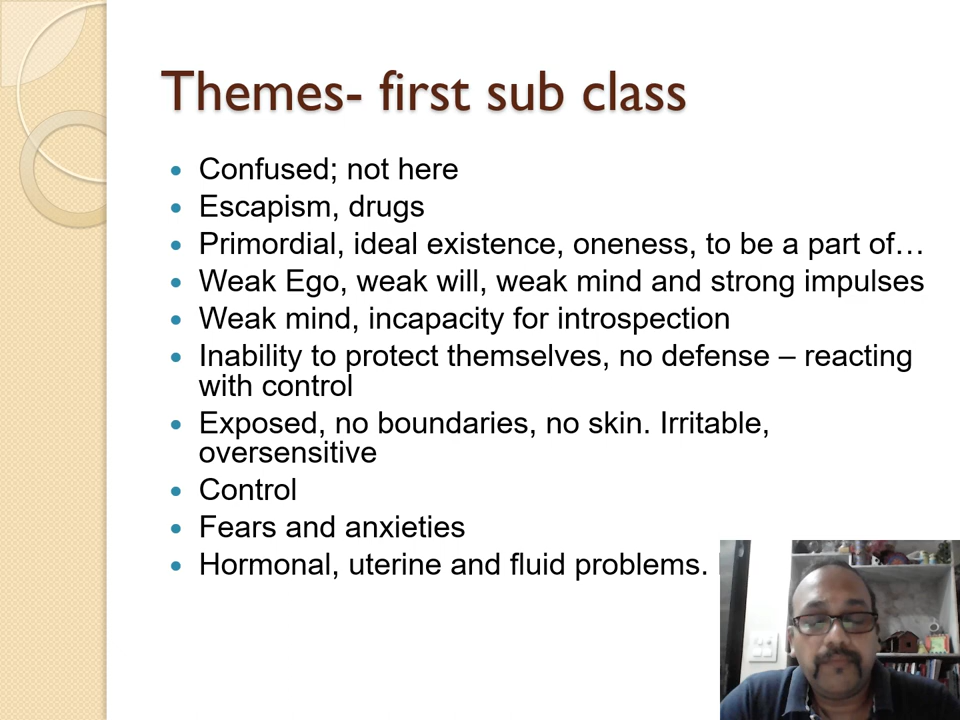 Themes- first sub class
Confused; not here
Escapism, drugs
Primordial, ideal existence, oneness, to be a part of…
Weak Ego, weak will, weak mind and strong impulses
Weak mind, incapacity for introspection
Inability to protect themselves, no defense – reacting
with control
Exposed, no boundaries, no skin. Irritable,
oversensitive
Control
Fears and anxieties
Hormonal, uterine and fluid problems.